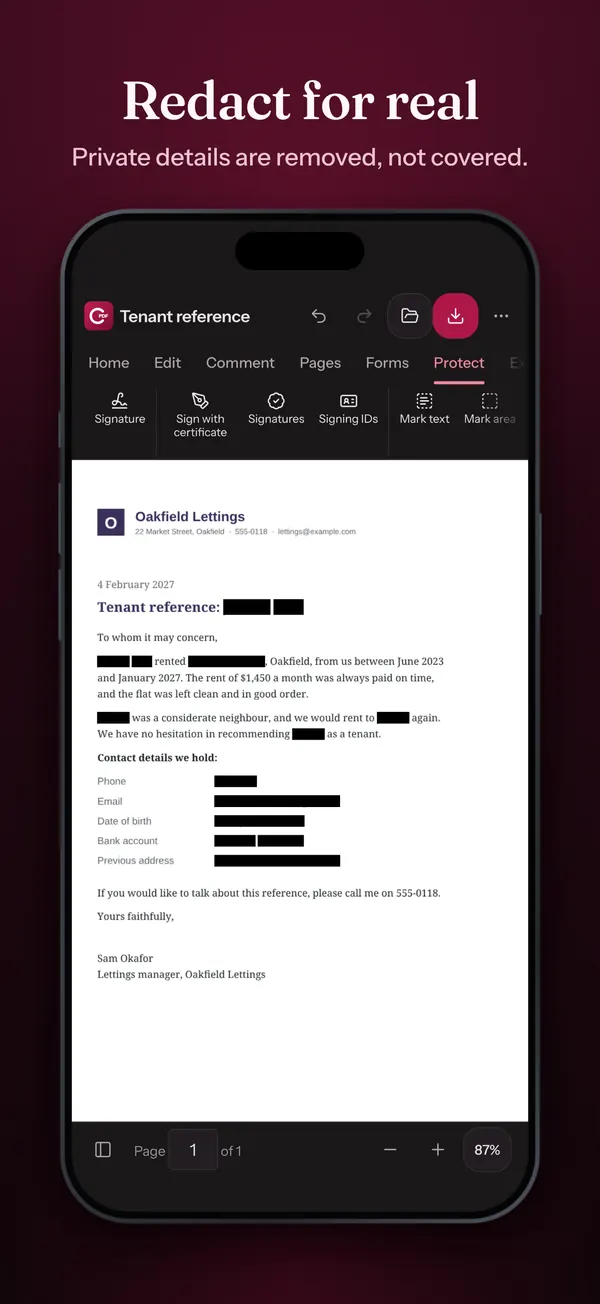 Redact for real
Private details are removed, not covered.
PDF
Tenant reference
Home Edit Comment Pages Forms Protect
Signature Sign with certificate Signatures Signing IDs Mark text Mark area
O
Oakfield Lettings
22 Market Street, Oakfield · 555-0118 · lettings@example.com
4 February 2027
Tenant reference:
To whom it may concern,
rented , Oakfield, from us between June 2023
and January 2027. The rent of $1,450 a month was always paid on time,
and the flat was left clean and in good order.
was a considerate neighbour, and we would rent to again.
We have no hesitation in recommending as a tenant.
Contact details we hold:
Phone
Email
Date of birth
Bank account
Previous address
If you would like to talk about this reference, please call me on 555-0118.
Yours faithfully,
Sam Okafor
Lettings manager, Oakfield Lettings
Page 1 of 1
87%